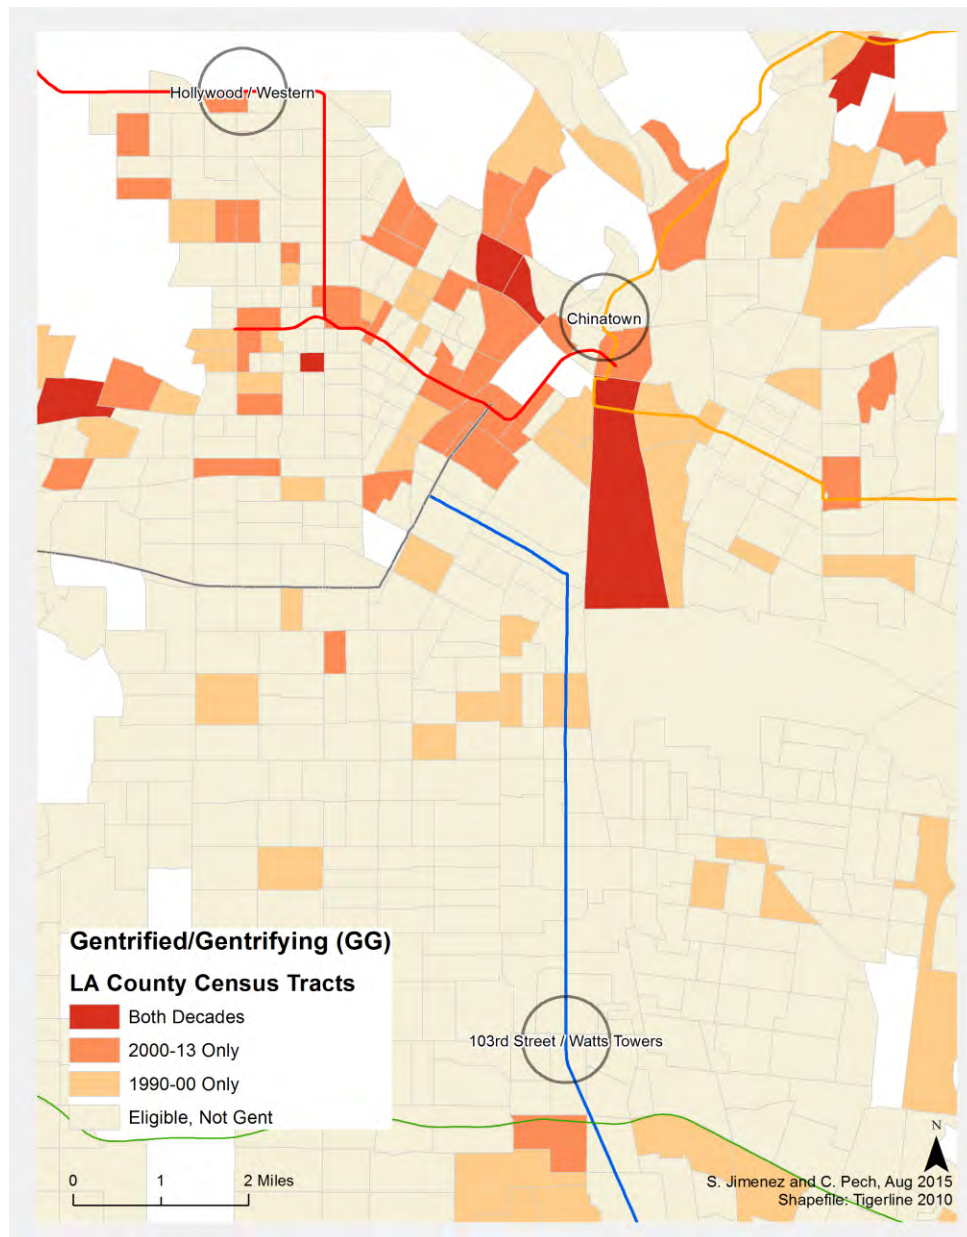 Hollywood / Western
Chinatown
Gentrified/Gentrifying (GG)
LA County Census Tracts
Both Decades
2000-13 Only
1990-00 Only
Eligible, Not Gent
103rd Street / Watts Towers
0 1 2 Miles
N
S. Jimenez and C. Pech, Aug 2015
Shapefile: Tigerline 2010